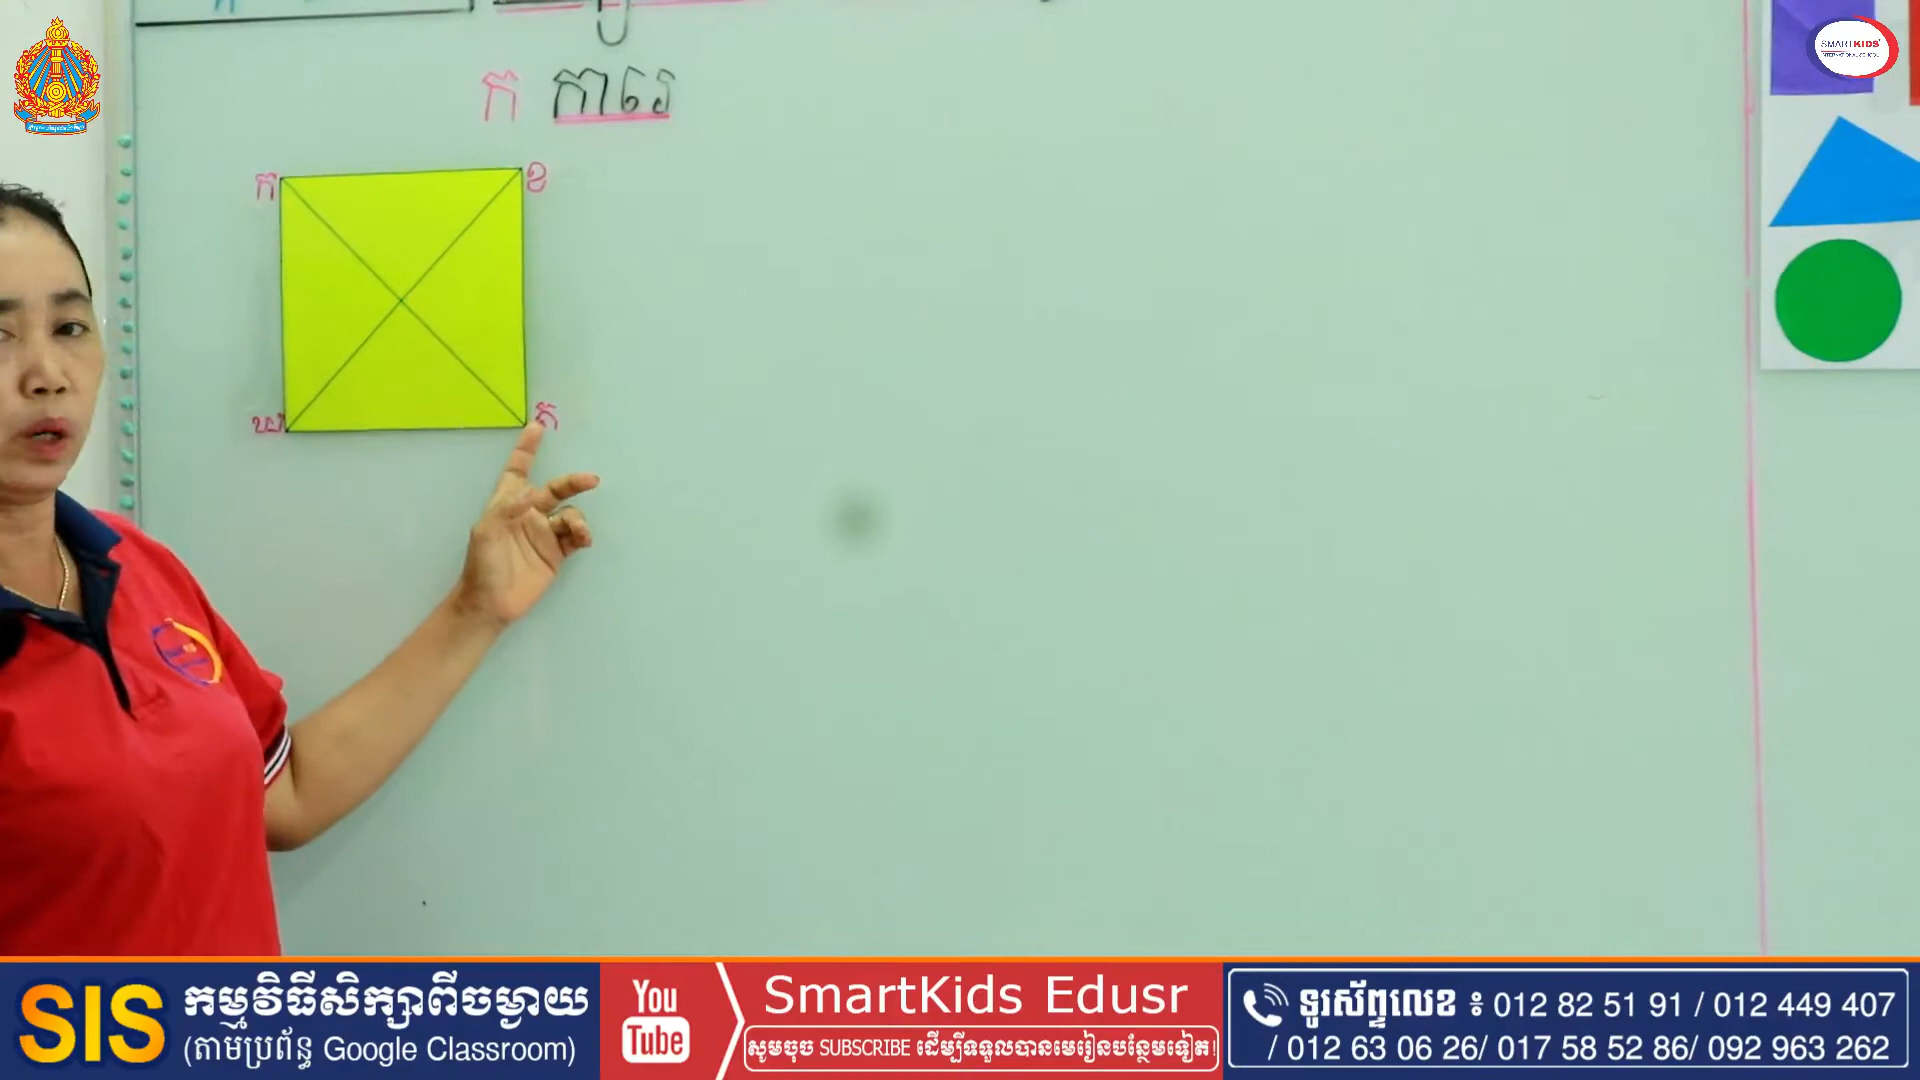 SMARTKIDS
INTERNATIONAL SCHOOL
ក ការេ
ក
ខ
ឃ
គ
SIS
កម្មវិធីសិក្សាពីចម្ងាយ
(តាមប្រព័ន្ធ Google Classroom)
You
Tube
SmartKids Edusr
សូមចុច SUBSCRIBE ដើម្បីទទួលបានមេរៀនបន្ថែមទៀត!
ទូរស័ព្ទលេខ ៖ 012 82 51 91 / 012 449 407
/ 012 63 06 26/ 017 58 52 86/ 092 963 262